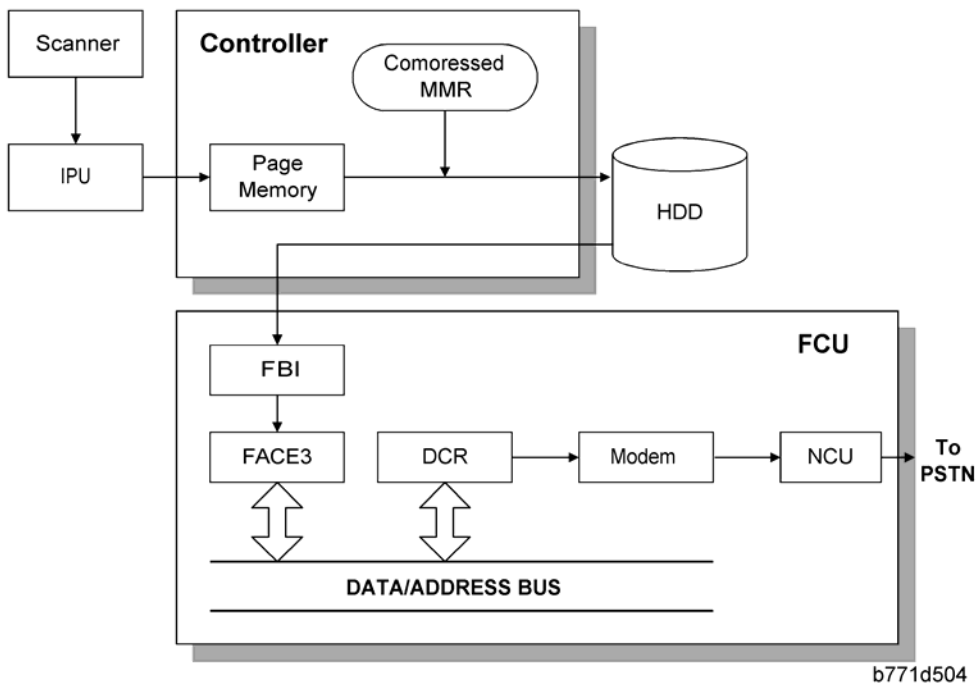 Scanner
Controller
Comoressed
MMR
IPU
Page
Memory
HDD
FCU
FBI
FACE3
DCR
Modem
NCU
To
PSTN
DATA/ADDRESS BUS
b771d504